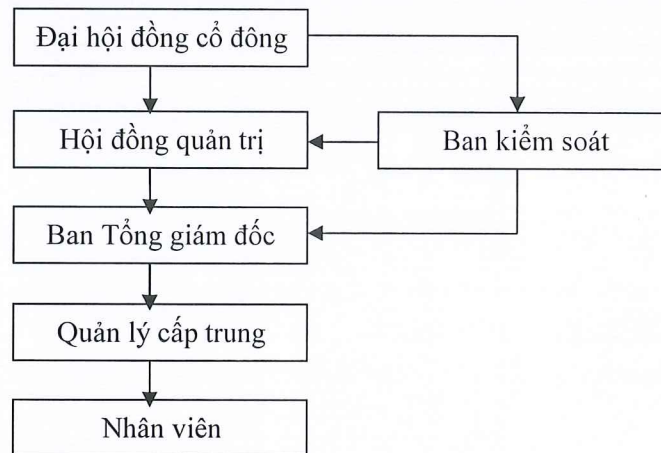 Đại hội đồng cổ đông
Hội đồng quản trị
Ban kiểm soát
Ban Tổng giám đốc
Quản lý cấp trung
Nhân viên